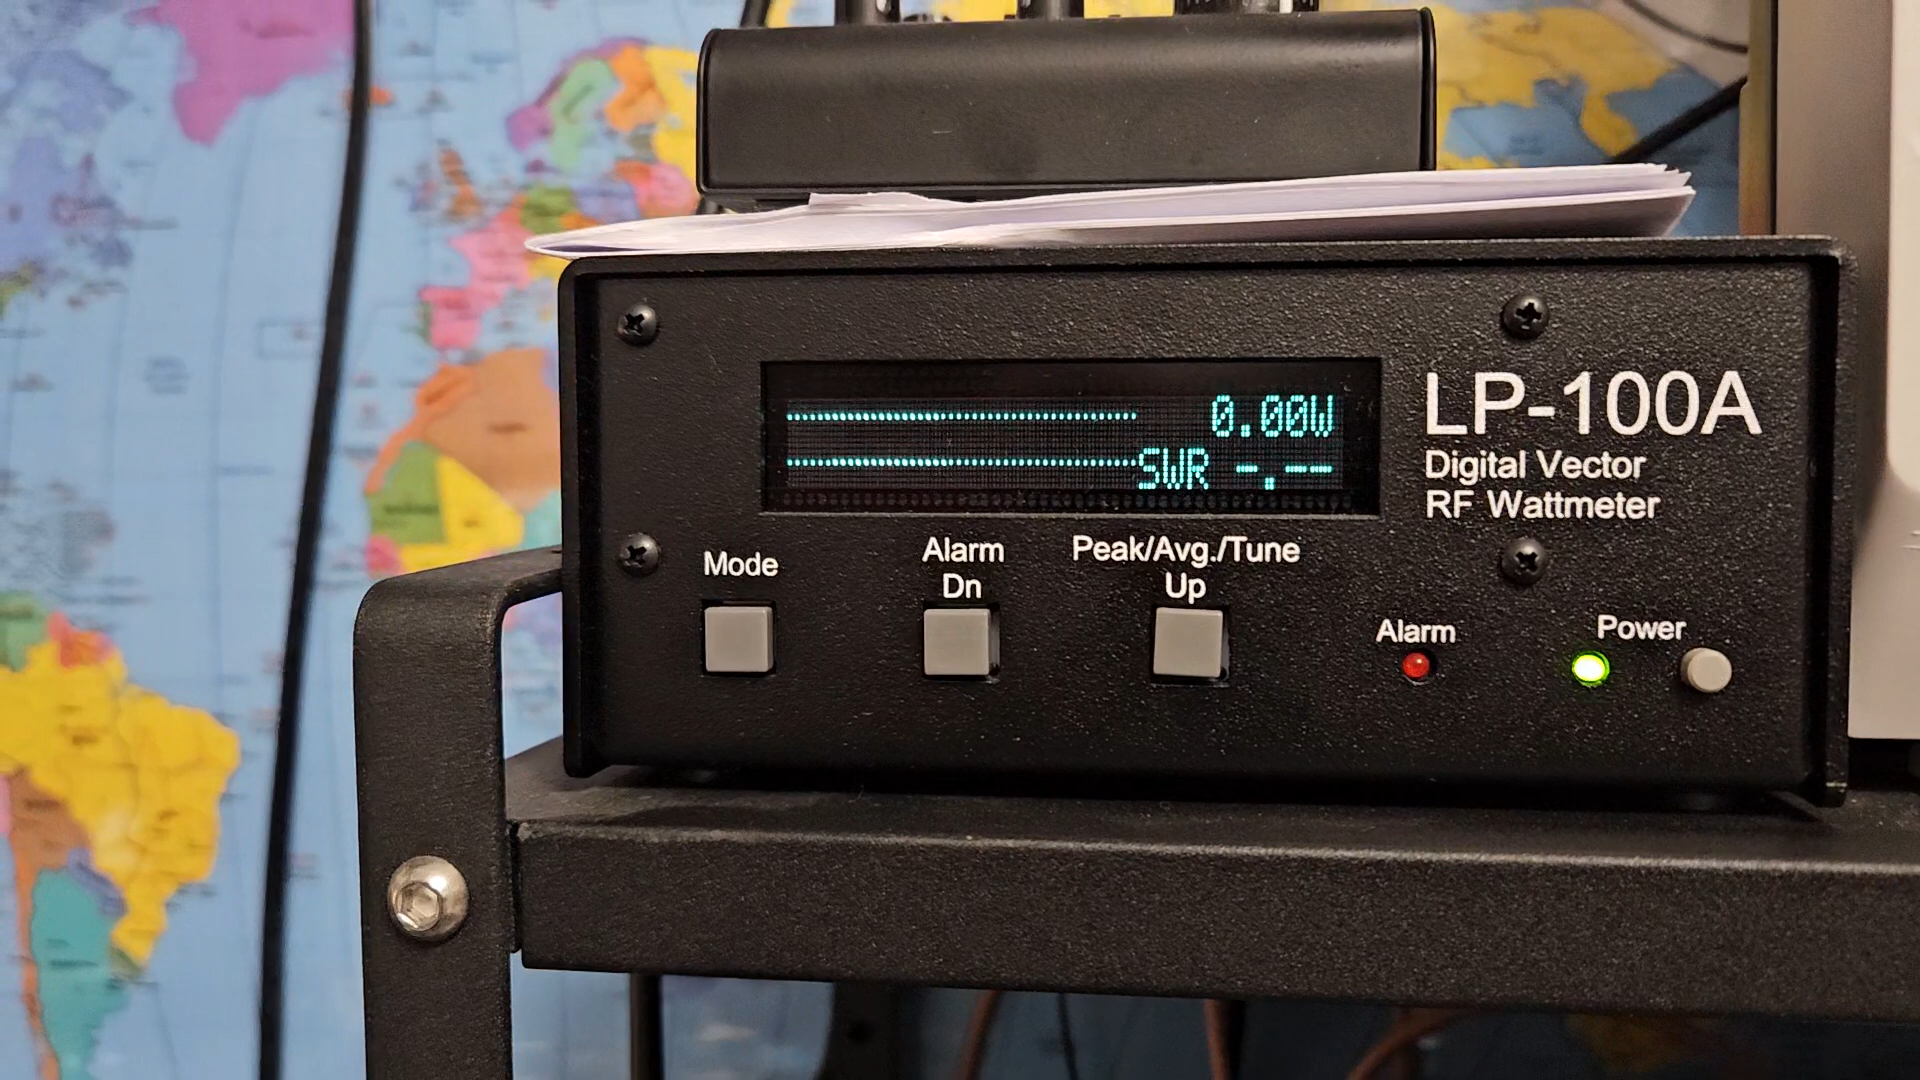 0.00W
SWR -.--
LP-100A
Digital Vector
RF Wattmeter
Mode
Alarm
Dn
Peak/Avg./Tune
Up
Alarm
Power